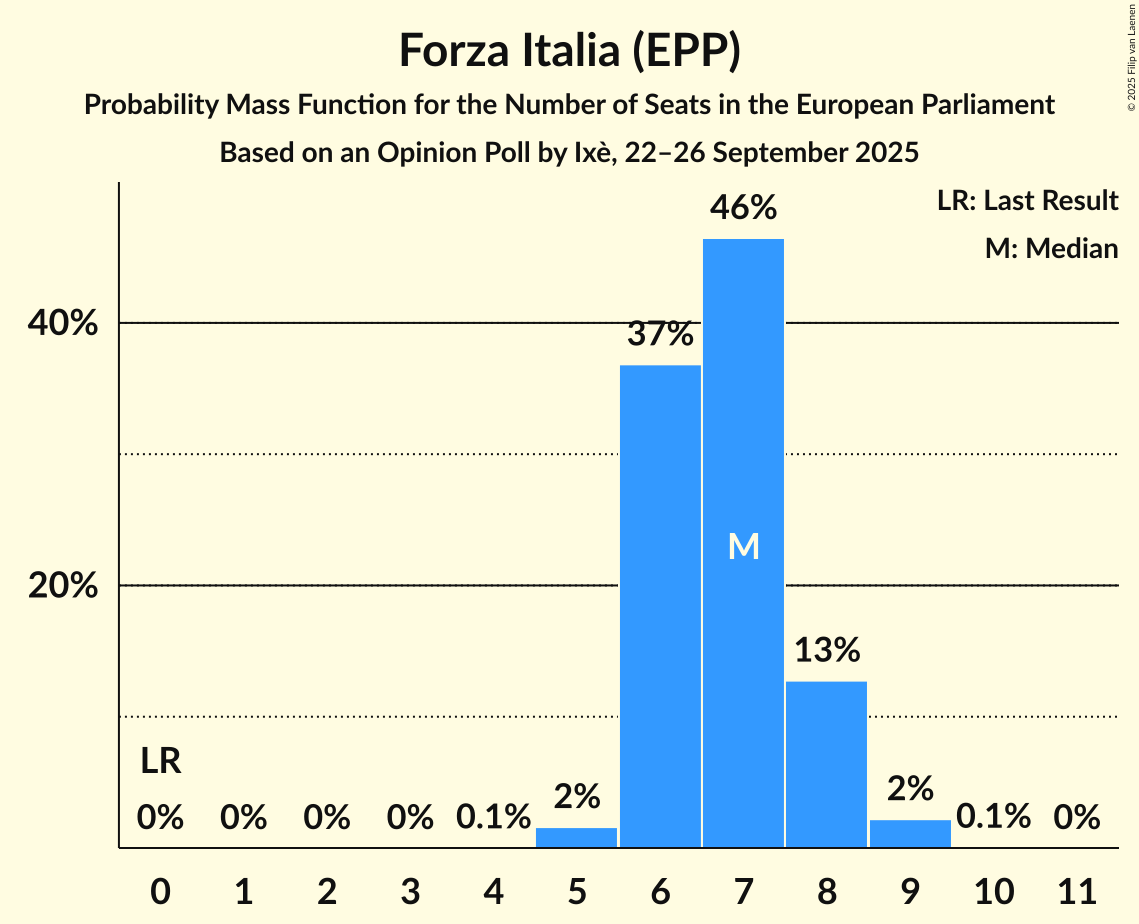 Forza Italia (EPP)
Probability Mass Function for the Number of Seats in the European Parliament
Based on an Opinion Poll by Ixè, 22–26 September 2025
© 2025 Filip van Laenen
LR: Last Result
M: Median
46%
40%
37%
M
20%
13%
LR
0% 0% 0% 0% 0.1% 2% 2% 0.1% 0%
0 1 2 3 4 5 6 7 8 9 10 11